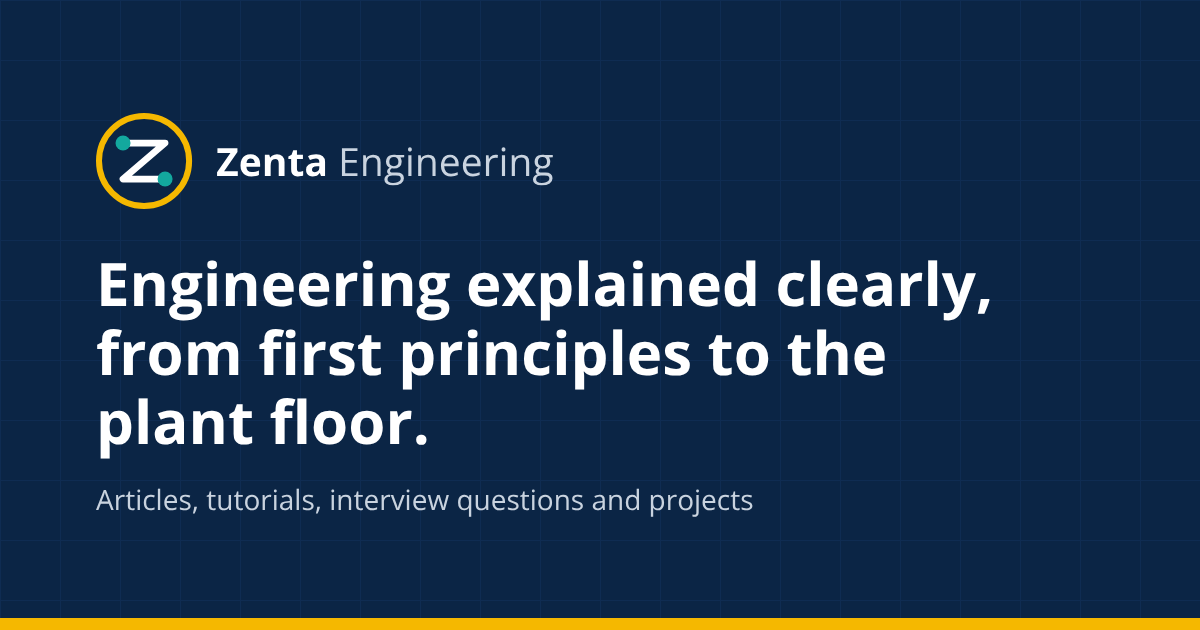 Zenta Engineering
Engineering explained clearly,
from first principles to the
plant floor.
Articles, tutorials, interview questions and projects